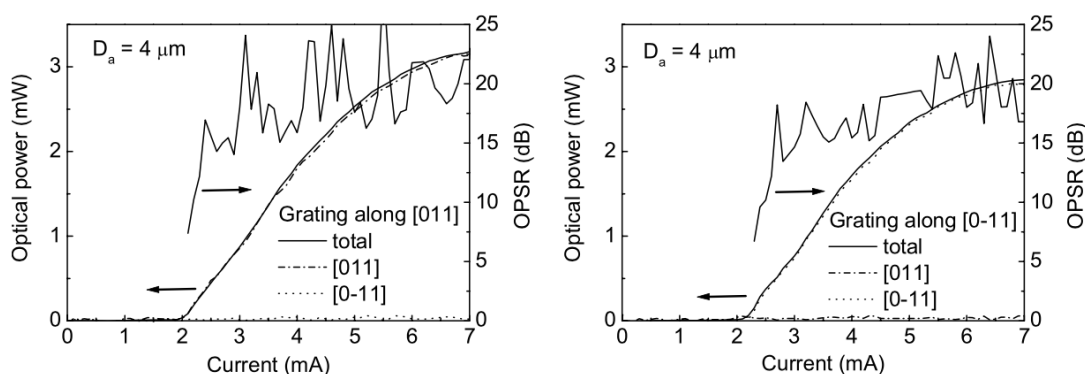 D_a = 4 μm
Optical power (mW)
3
2
1
0
25
20
15
10
5
0
OPSR (dB)
Grating along [011]
total
[011]
[0-11]
0 1 2 3 4 5 6 7
Current (mA)
D_a = 4 μm
Optical power (mW)
3
2
1
0
25
20
15
10
5
0
OPSR (dB)
Grating along [0-11]
total
[011]
[0-11]
0 1 2 3 4 5 6 7
Current (mA)